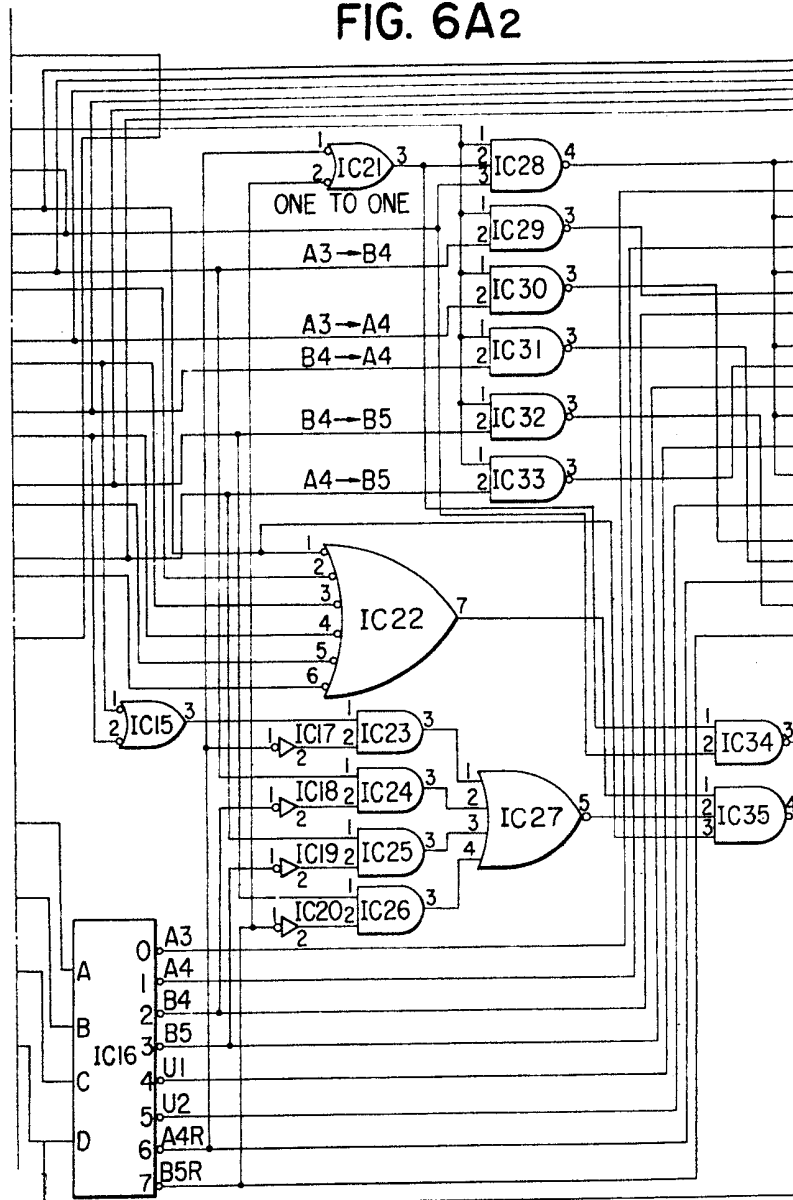 FIG. 6A2
1
2
IC21
3
ONE TO ONE
1
2
3
IC28
4
1
2
IC29
3
A3→B4
1
2
IC30
3
A3→A4
1
2
IC31
3
B4→A4
1
2
IC32
3
B4→B5
1
2
IC33
3
A4→B5
1
2
3
4
5
6
IC22
7
1
2
IC15
3
1
IC17
2
1
2
IC23
3
1
IC18
2
1
2
IC24
3
1
IC19
2
1
2
IC25
3
1
IC20
2
1
2
IC26
3
1
2
3
4
IC27
5
1
2
IC34
3
1
2
3
IC35
4
A
B
C
D
IC16
0 A3
1 A4
2 B4
3 B5
4 U1
5 U2
6 A4R
7 B5R